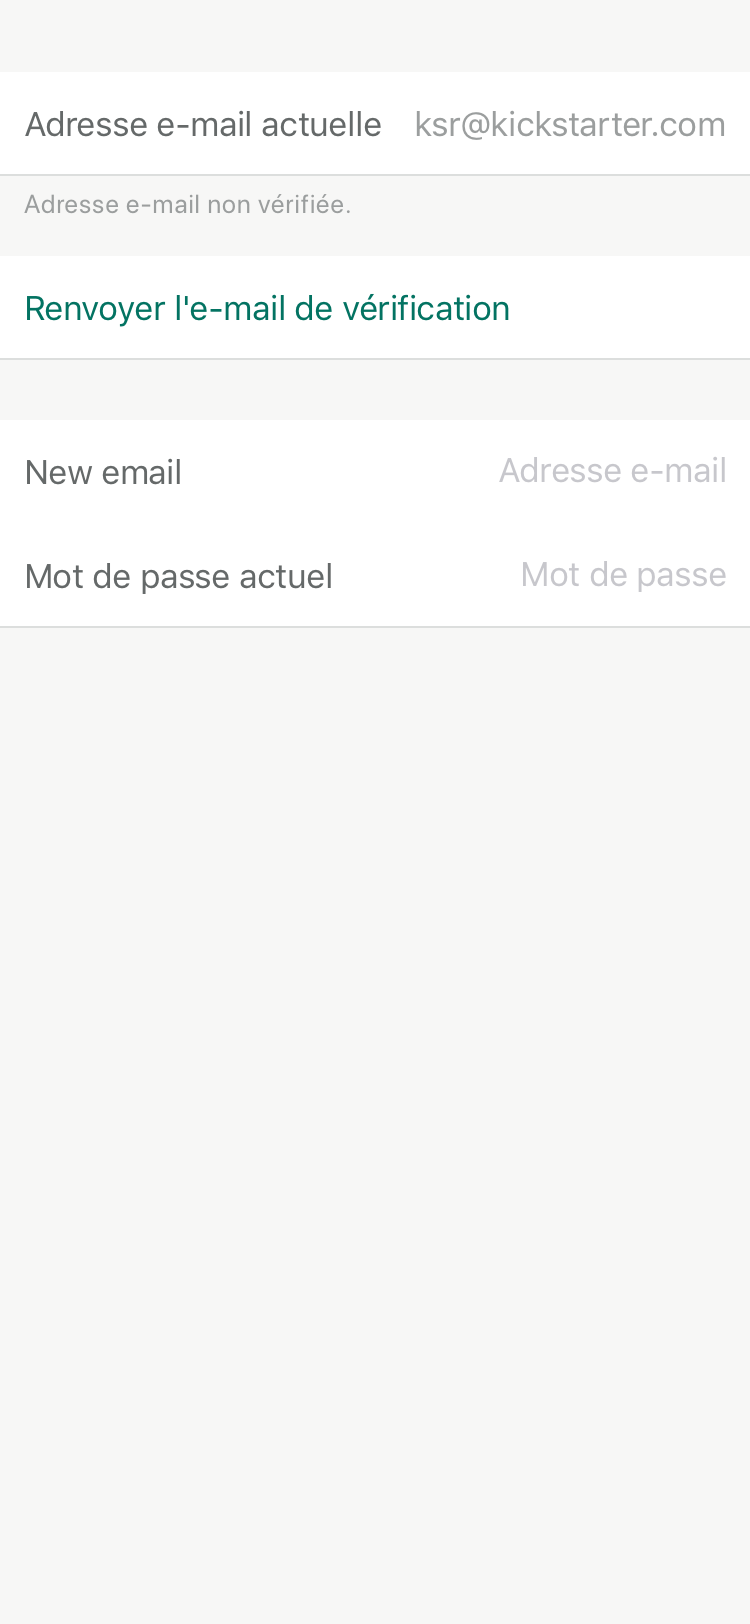 Adresse e-mail actuelle ksr@kickstarter.com
Adresse e-mail non vérifiée.
Renvoyer l'e-mail de vérification
New email Adresse e-mail
Mot de passe actuel Mot de passe